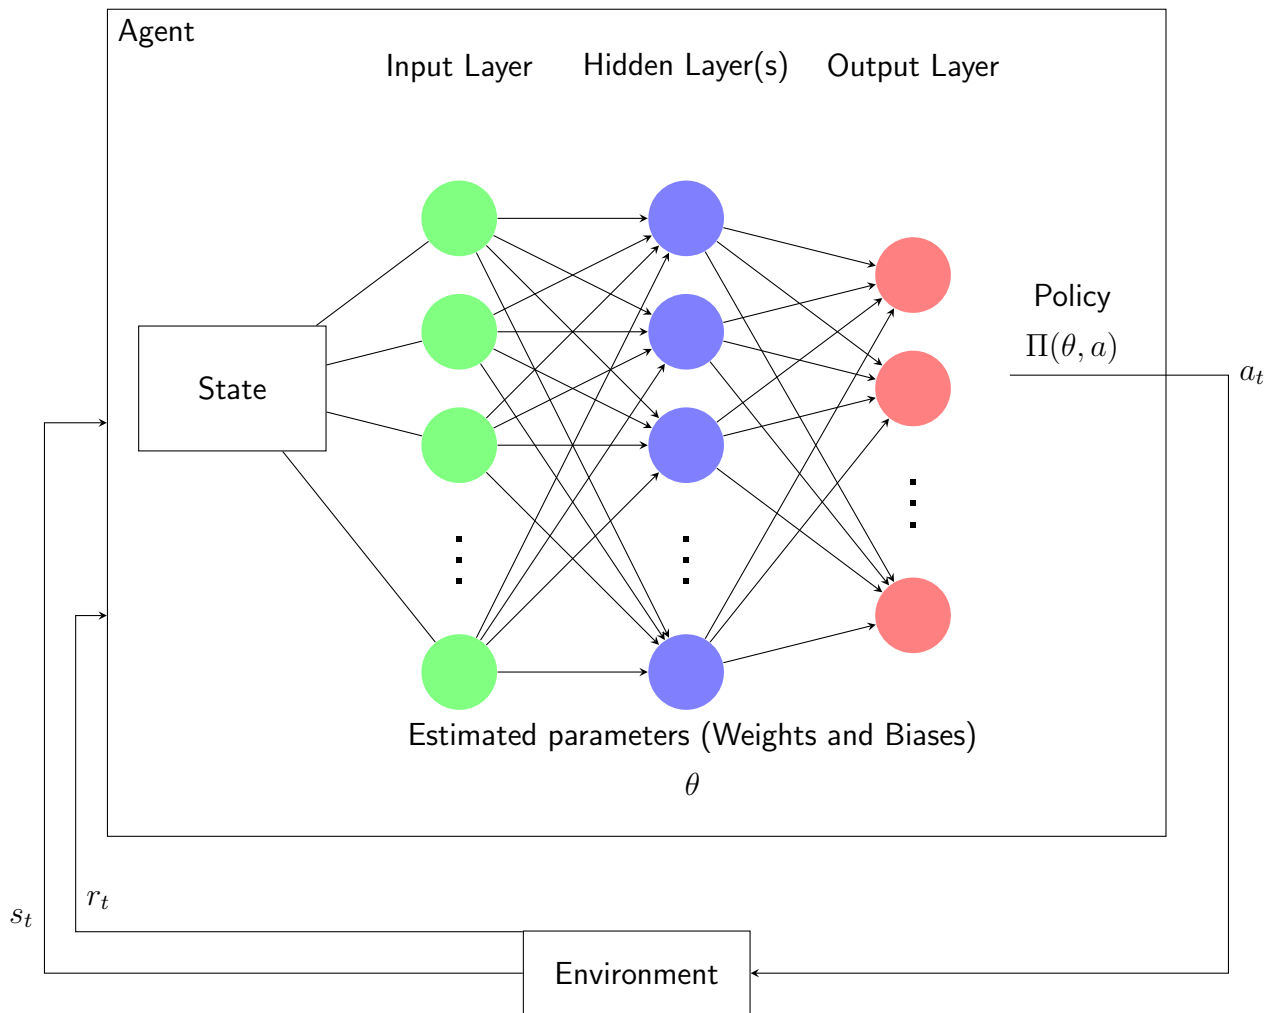 Agent
Input Layer
Hidden Layer(s)
Output Layer
Policy
Π(θ, a)
State
a_t
Estimated parameters (Weights and Biases)
θ
r_t
s_t
Environment